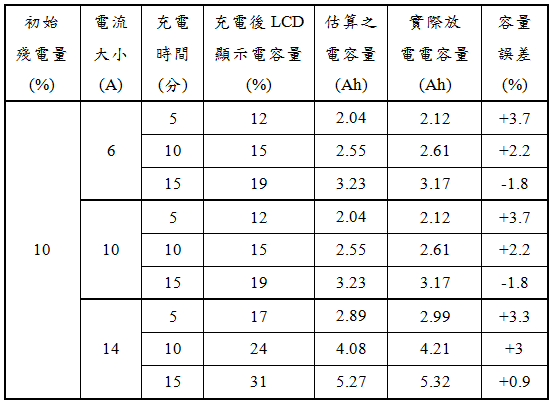 初始 電流 充電 充電後 LCD 估算之 實際放 容量
殘電量 大小 時間 顯示電容量 電容量 電電容量 誤差
(%) (A) (分) (%) (Ah) (Ah) (%)
5 12 2.04 2.12 +3.7
6 10 15 2.55 2.61 +2.2
15 19 3.23 3.17 -1.8
5 12 2.04 2.12 +3.7
10 10 10 15 2.55 2.61 +2.2
15 19 3.23 3.17 -1.8
5 17 2.89 2.99 +3.3
14 10 24 4.08 4.21 +3
15 31 5.27 5.32 +0.9